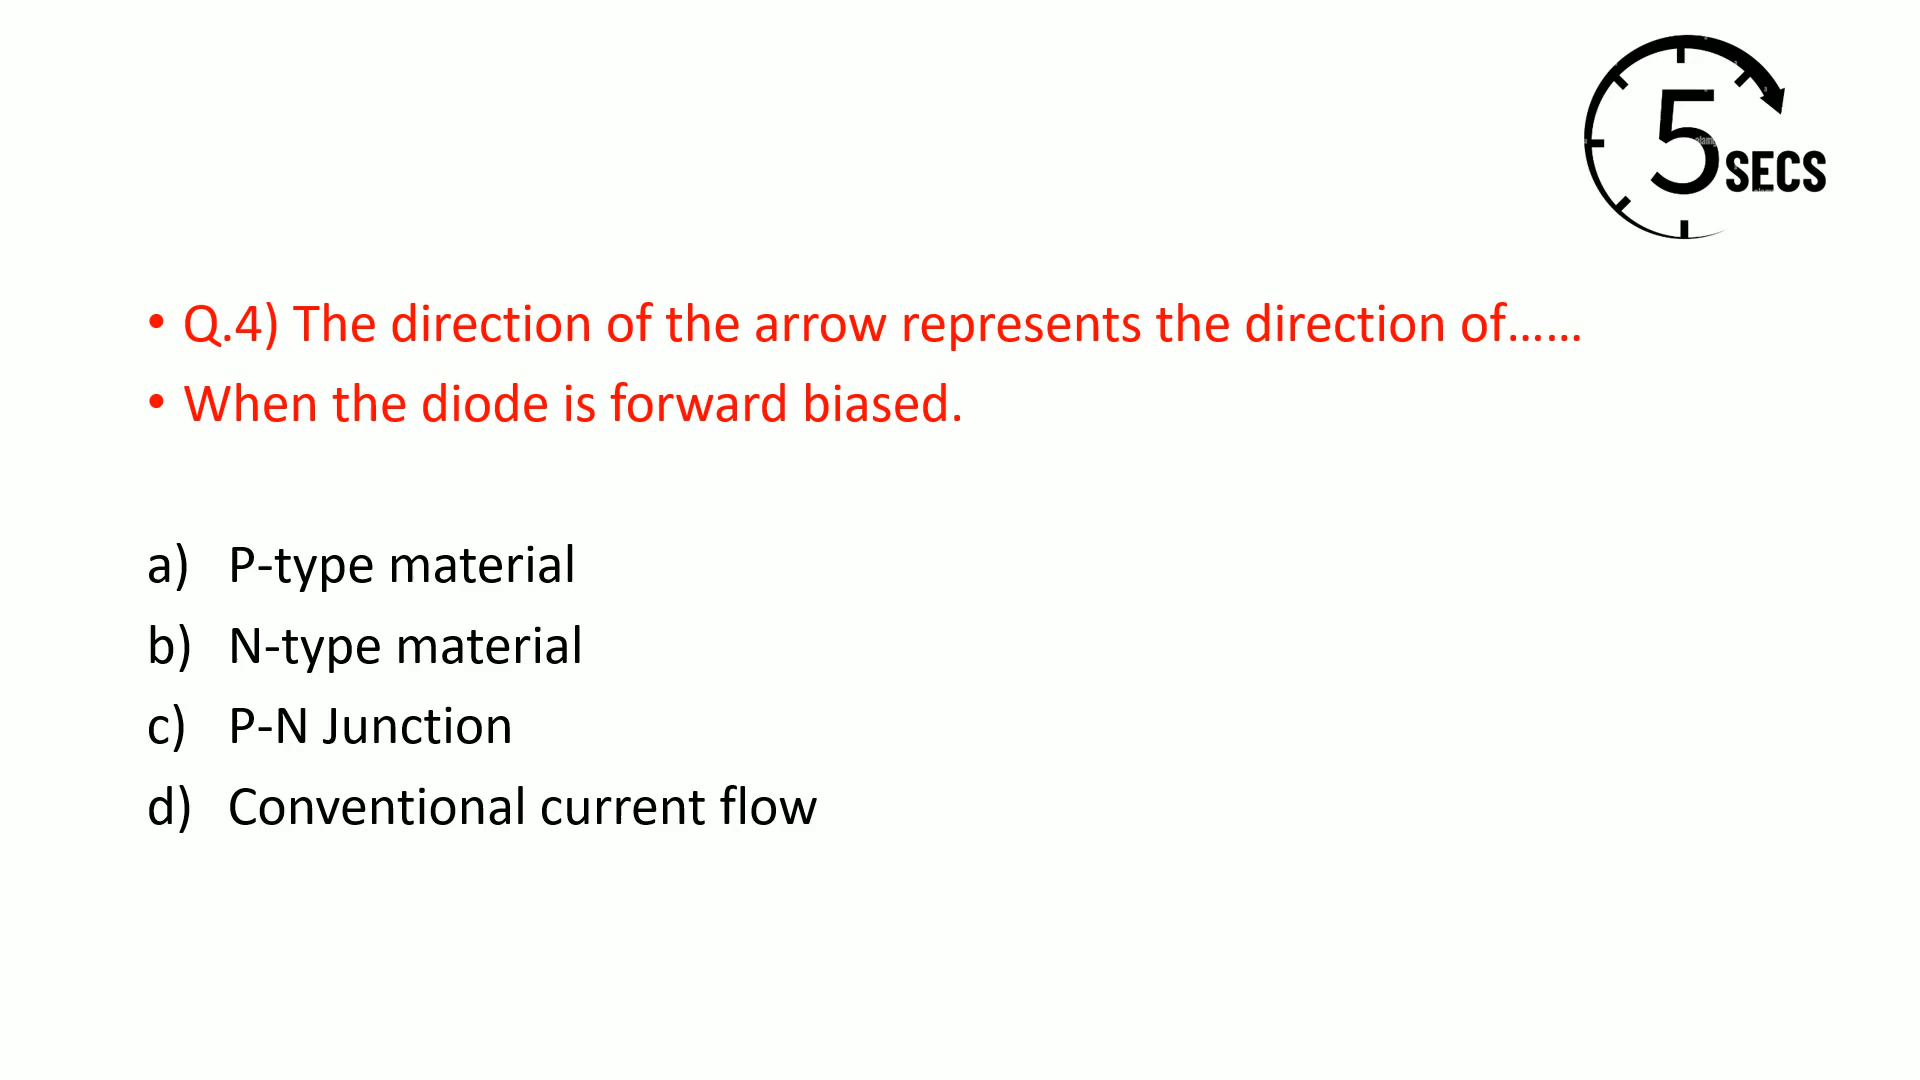 5 SECS
• Q.4) The direction of the arrow represents the direction of......
• When the diode is forward biased.
a) P-type material
b) N-type material
c) P-N Junction
d) Conventional current flow